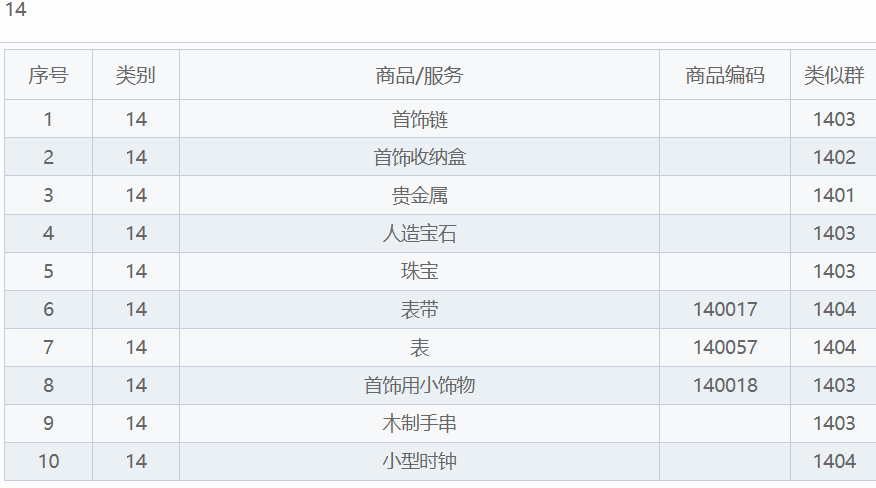 14
序号 类别 商品/服务 商品编码 类似群
1 14 首饰链 1403
2 14 首饰收纳盒 1402
3 14 贵金属 1401
4 14 人造宝石 1403
5 14 珠宝 1403
6 14 表带 140017 1404
7 14 表 140057 1404
8 14 首饰用小饰物 140018 1403
9 14 木制手串 1403
10 14 小型时钟 1404